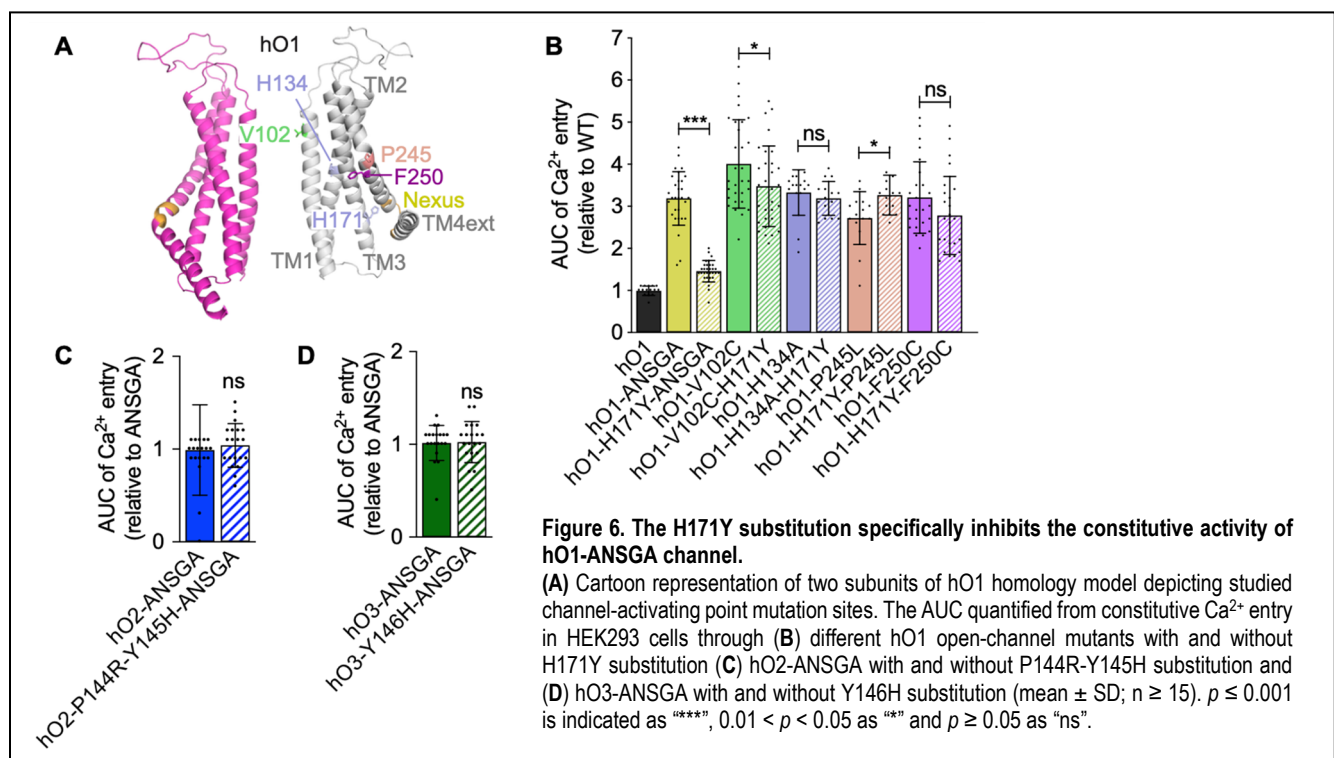 A
hO1
H134
TM2
V102
P245
F250
Nexus
H171
TM4ext
TM1
TM3
B
AUC of Ca²⁺ entry
(relative to WT)
7
6
5
4
3
2
1
0
***
*
ns
*
ns
hO1
hO1-ANSGA
hO1-H171Y-ANSGA
hO1-V102C
hO1-V102C-H171Y
hO1-H134A
hO1-H134A-H171Y
hO1-P245L
hO1-H171Y-P245L
hO1-F250C
hO1-H171Y-F250C
C
AUC of Ca²⁺ entry
(relative to ANSGA)
2
1
0
ns
hO2-ANSGA
hO2-P144R-Y145H-ANSGA
D
AUC of Ca²⁺ entry
(relative to ANSGA)
2
1
0
ns
hO3-ANSGA
hO3-Y146H-ANSGA
Figure 6. The H171Y substitution specifically inhibits the constitutive activity of
hO1-ANSGA channel.
(A) Cartoon representation of two subunits of hO1 homology model depicting studied
channel-activating point mutation sites. The AUC quantified from constitutive Ca²⁺ entry
in HEK293 cells through (B) different hO1 open-channel mutants with and without
H171Y substitution (C) hO2-ANSGA with and without P144R-Y145H substitution and
(D) hO3-ANSGA with and without Y146H substitution (mean ± SD; n ≥ 15). p ≤ 0.001
is indicated as “***”, 0.01 < p < 0.05 as “*” and p ≥ 0.05 as “ns”.